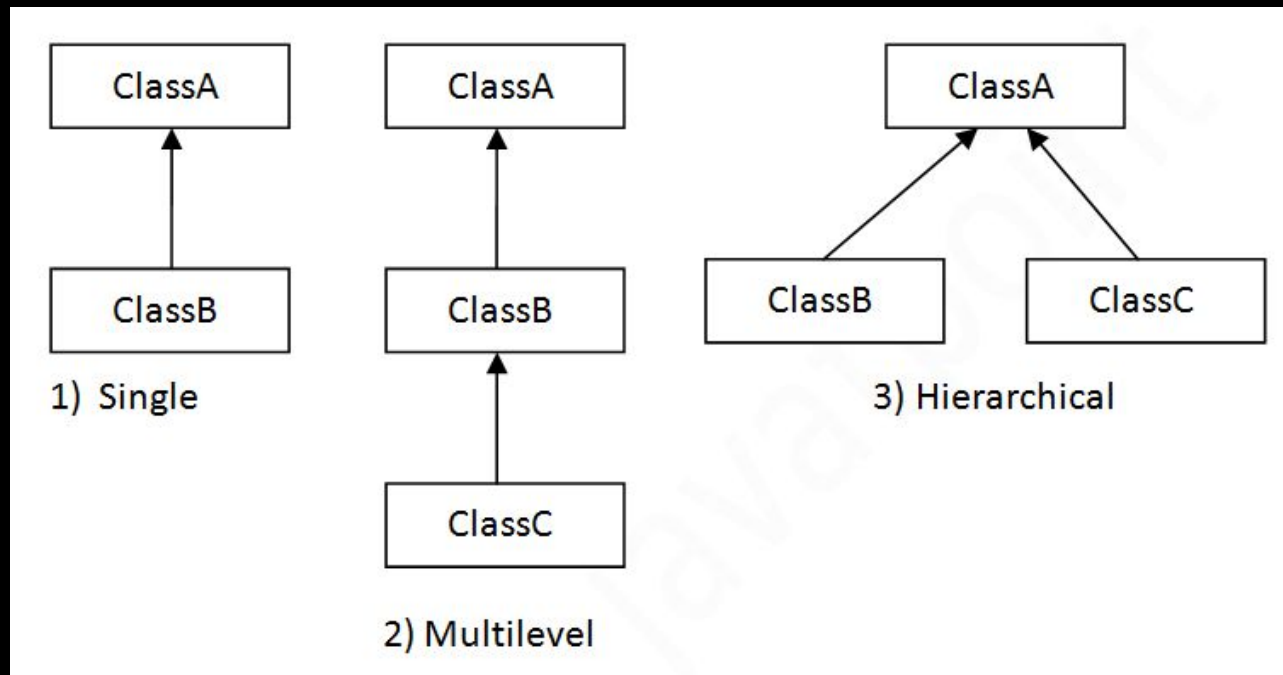 ClassA
ClassB
1) Single
ClassA
ClassB
ClassC
2) Multilevel
ClassA
ClassB
ClassC
3) Hierarchical